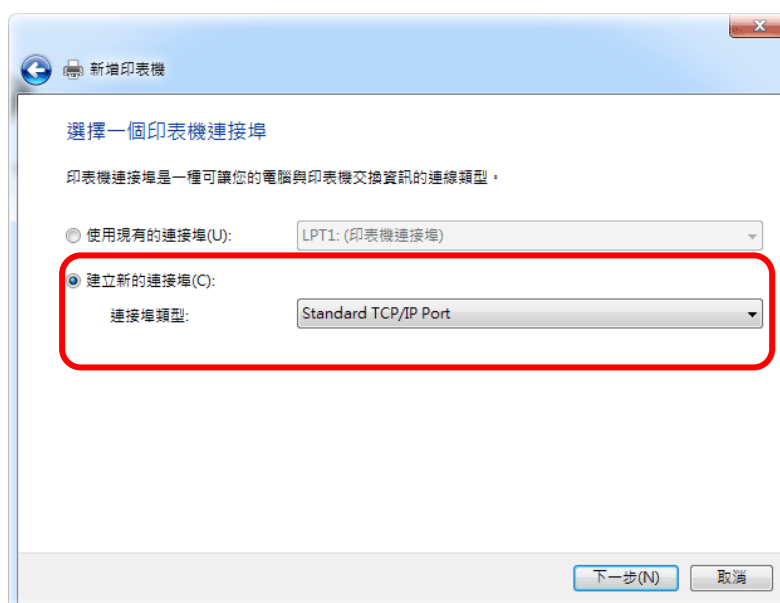 新增印表機
選擇一個印表機連接埠
印表機連接埠是一種可讓您的電腦與印表機交換資訊的連線類型。
使用現有的連接埠(U): LPT1: (印表機連接埠)
建立新的連接埠(C):
連接埠類型: Standard TCP/IP Port
下一步(N) 取消